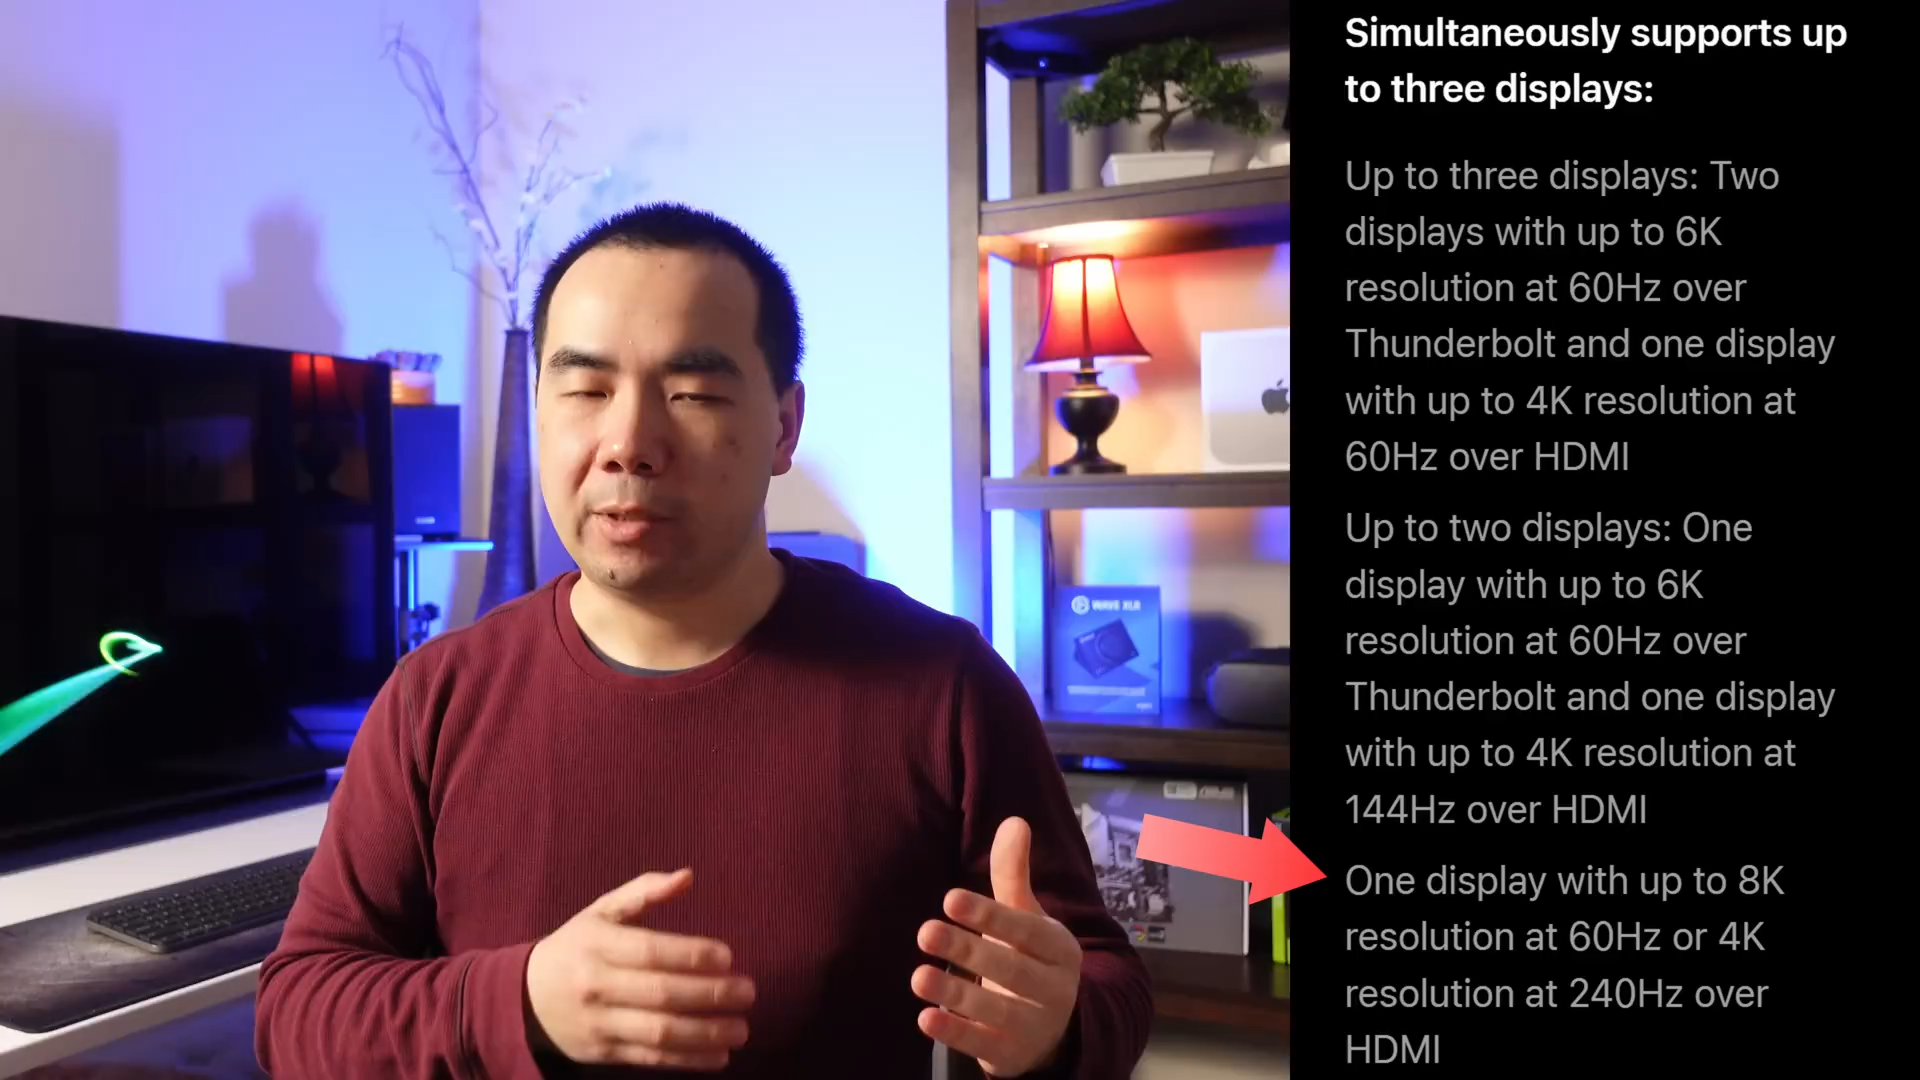 Simultaneously supports up
to three displays:
Up to three displays: Two
displays with up to 6K
resolution at 60Hz over
Thunderbolt and one display
with up to 4K resolution at
60Hz over HDMI
Up to two displays: One
display with up to 6K
resolution at 60Hz over
Thunderbolt and one display
with up to 4K resolution at
144Hz over HDMI
One display with up to 8K
resolution at 60Hz or 4K
resolution at 240Hz over
HDMI
WAVE XLR